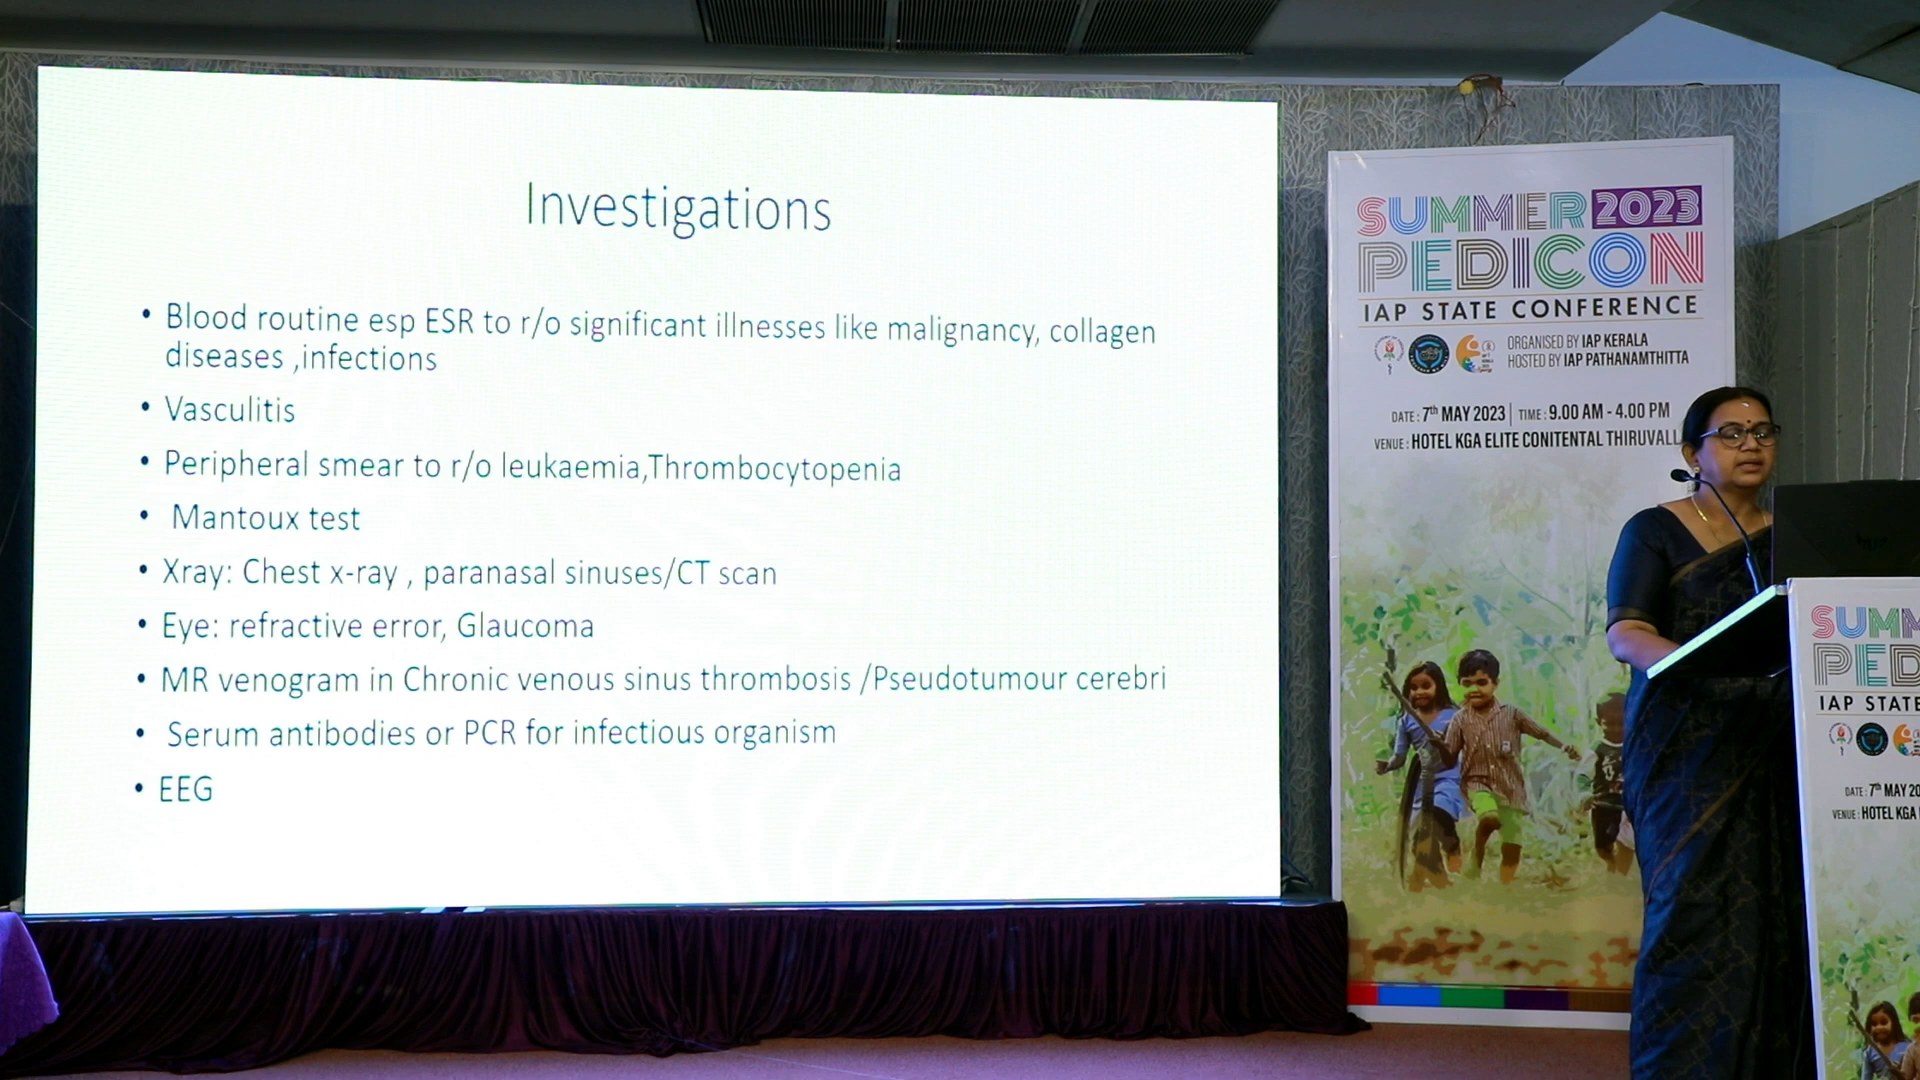 Investigations
• Blood routine esp ESR to r/o significant illnesses like malignancy, collagen
diseases ,infections
• Vasculitis
• Peripheral smear to r/o leukaemia,Thrombocytopenia
• Mantoux test
• Xray: Chest x-ray , paranasal sinuses/CT scan
• Eye: refractive error, Glaucoma
• MR venogram in Chronic venous sinus thrombosis /Pseudotumour cerebri
• Serum antibodies or PCR for infectious organism
• EEG
SUMMER 2023
PEDICON
IAP STATE CONFERENCE
ORGANISED BY IAP KERALA
HOSTED BY IAP PATHANAMTHITTA
DATE : 7th MAY 2023 | TIME : 9.00 AM - 4.00 PM
VENUE : HOTEL KGA ELITE CONITENTAL THIRUVALL
SUMM
PED
IAP STATE
DATE : 7th MAY 20
VENUE : HOTEL KGA